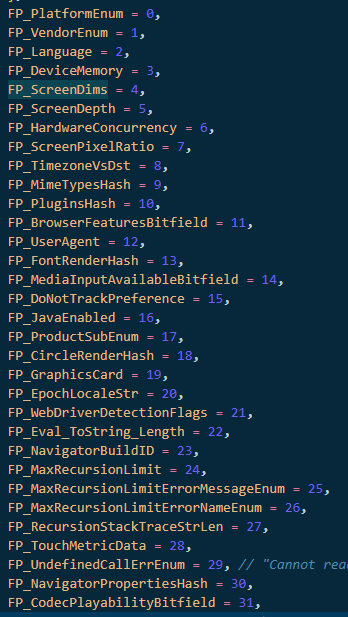 FP_PlatformEnum = 0,
FP_VendorEnum = 1,
FP_Language = 2,
FP_DeviceMemory = 3,
FP_ScreenDims = 4,
FP_ScreenDepth = 5,
FP_HardwareConcurrency = 6,
FP_ScreenPixelRatio = 7,
FP_TimezoneVsDst = 8,
FP_MimeTypesHash = 9,
FP_PluginsHash = 10,
FP_BrowserFeaturesBitfield = 11,
FP_UserAgent = 12,
FP_FontRenderHash = 13,
FP_MediaInputAvailableBitfield = 14,
FP_DoNotTrackPreference = 15,
FP_JavaEnabled = 16,
FP_ProductSubEnum = 17,
FP_CircleRenderHash = 18,
FP_GraphicsCard = 19,
FP_EpochLocaleStr = 20,
FP_WebDriverDetectionFlags = 21,
FP_Eval_ToString_Length = 22,
FP_NavigatorBuildID = 23,
FP_MaxRecursionLimit = 24,
FP_MaxRecursionLimitErrorMessageEnum = 25,
FP_MaxRecursionLimitErrorNameEnum = 26,
FP_RecursionStackTraceStrLen = 27,
FP_TouchMetricData = 28,
FP_UndefinedCallErrEnum = 29, // "Cannot rea
FP_NavigatorPropertiesHash = 30,
FP_CodecPlayabilityBitfield = 31,